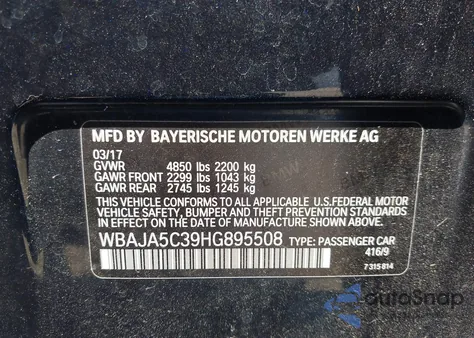 MFD BY BAYERISCHE MOTOREN WERKE AG
03/17
GVWR 4850 lbs 2200 kg
GAWR FRONT 2299 lbs 1043 kg
GAWR REAR 2745 lbs 1245 kg
THIS VEHICLE CONFORMS TO ALL APPLICABLE U.S.FEDERAL MOTOR
VEHICLE SAFETY, BUMPER AND THEFT PREVENTION STANDARDS
IN EFFECT ON THE DATE OF MANUFACTURE SHOWN ABOVE.
WBAJA5C39HG895508 TYPE: PASSENGER CAR
416/9
7315814
autoSnap